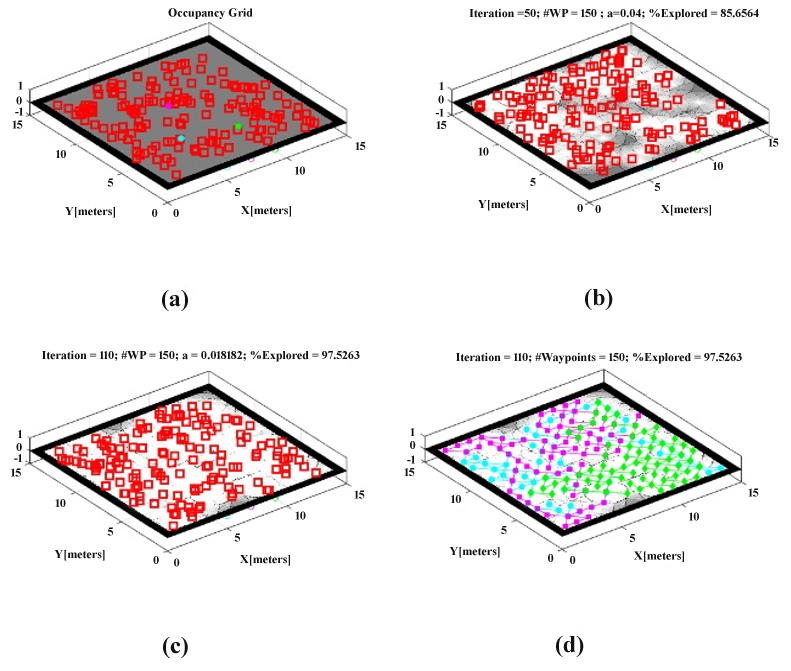 Occupancy Grid
1
0
-1
15
10
5
0
0
5
10
15
Y[meters]
X[meters]
(a)
Iteration =50; #WP = 150 ; a=0.04; %Explored = 85.6564
1
0
-1
15
10
5
0
0
5
10
15
Y[meters]
X[meters]
(b)
Iteration = 110; #WP = 150; a = 0.018182; %Explored = 97.5263
1
0
-1
15
10
5
0
0
5
10
15
Y[meters]
X[meters]
(c)
Iteration = 110; #Waypoints = 150; %Explored = 97.5263
1
0
-1
15
10
5
0
0
5
10
15
Y[meters]
X[meters]
(d)